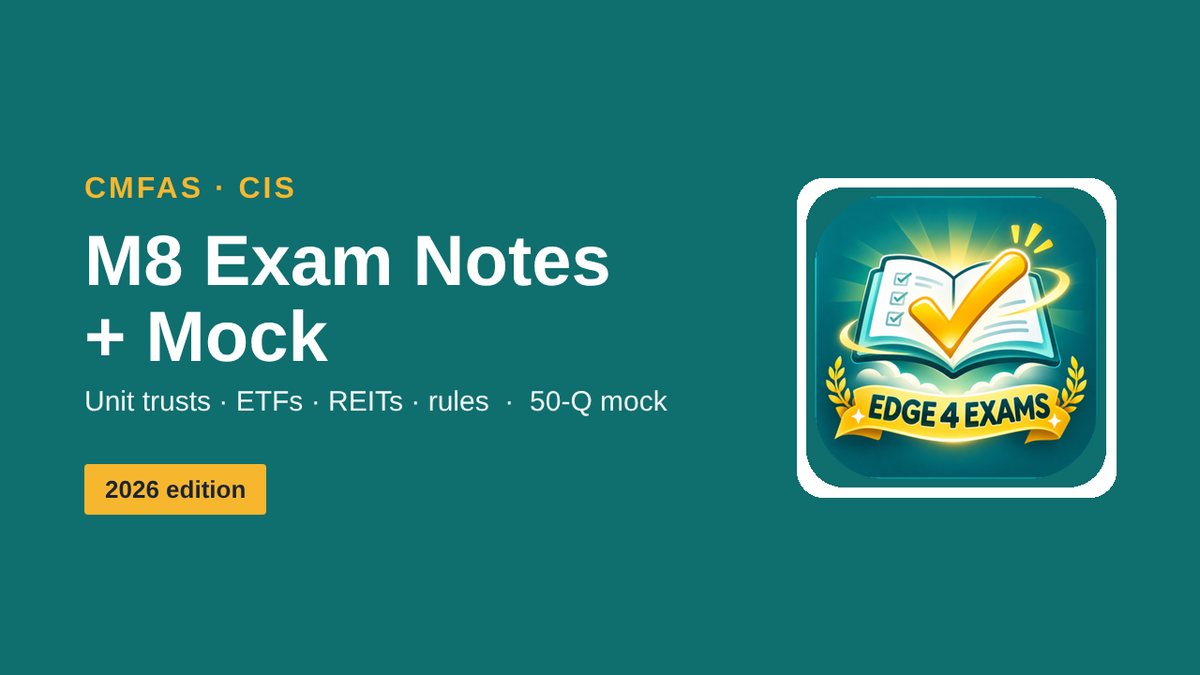 CMFAS · CIS
M8 Exam Notes
+ Mock
Unit trusts · ETFs · REITs · rules · 50-Q mock
2026 edition
EDGE 4 EXAMS